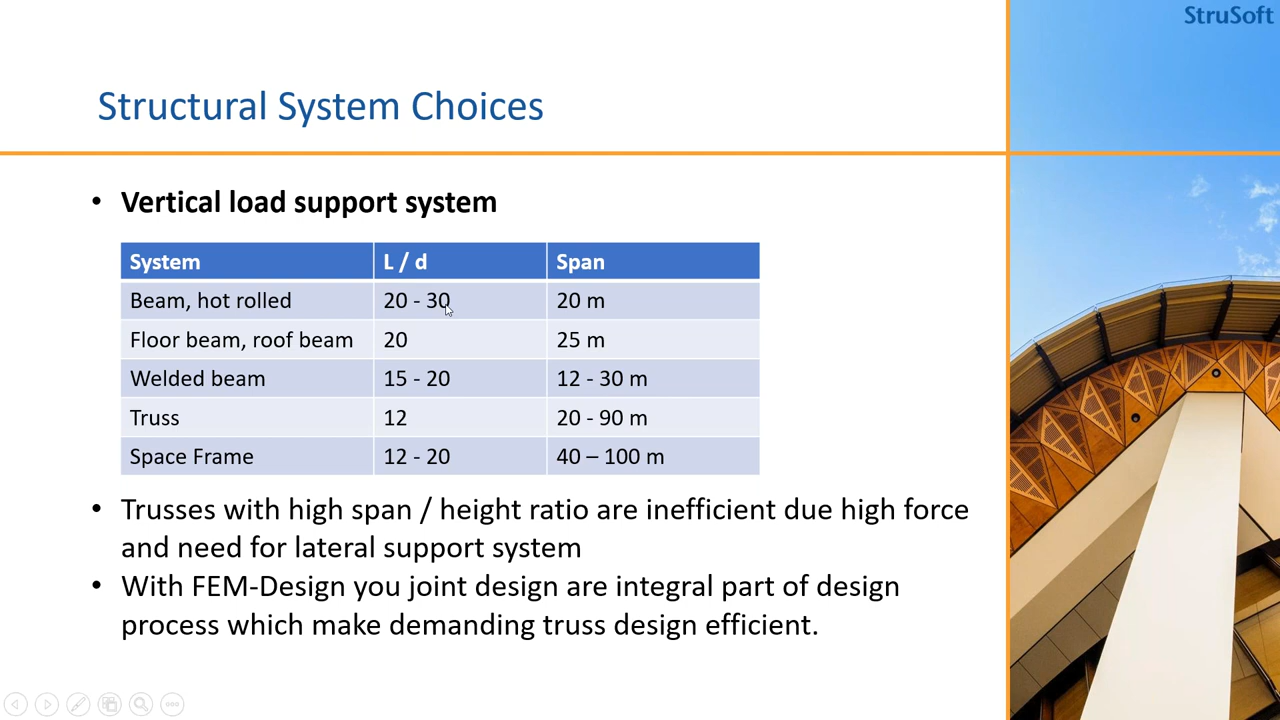 StruSoft
Structural System Choices
• Vertical load support system
System L / d Span
Beam, hot rolled 20 - 30 20 m
Floor beam, roof beam 20 25 m
Welded beam 15 - 20 12 - 30 m
Truss 12 20 - 90 m
Space Frame 12 - 20 40 – 100 m
• Trusses with high span / height ratio are inefficient due high force
and need for lateral support system
• With FEM-Design you joint design are integral part of design
process which make demanding truss design efficient.